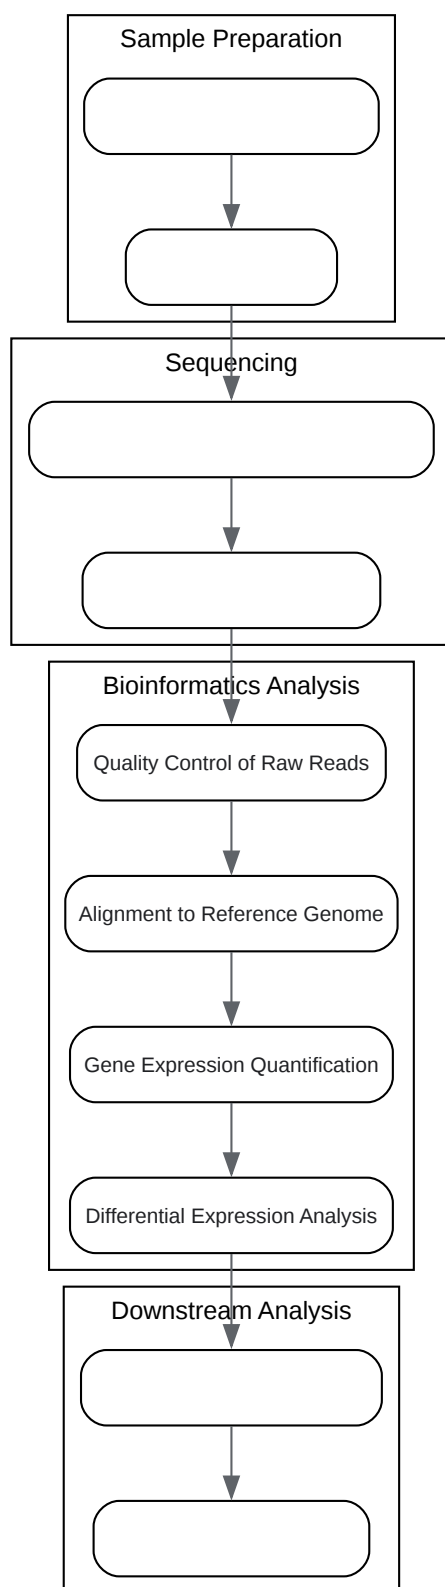 Sample Preparation
Sequencing
Bioinformatics Analysis
Quality Control of Raw Reads
Alignment to Reference Genome
Gene Expression Quantification
Differential Expression Analysis
Downstream Analysis